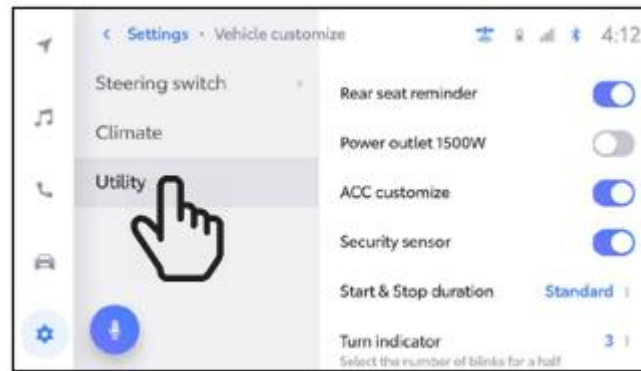 Settings • Vehicle customize
4:12
Steering switch
Climate
Utility
Rear seat reminder
Power outlet 1500W
ACC customize
Security sensor
Start & Stop duration Standard
Turn indicator 3
Select the number of blinks for a half